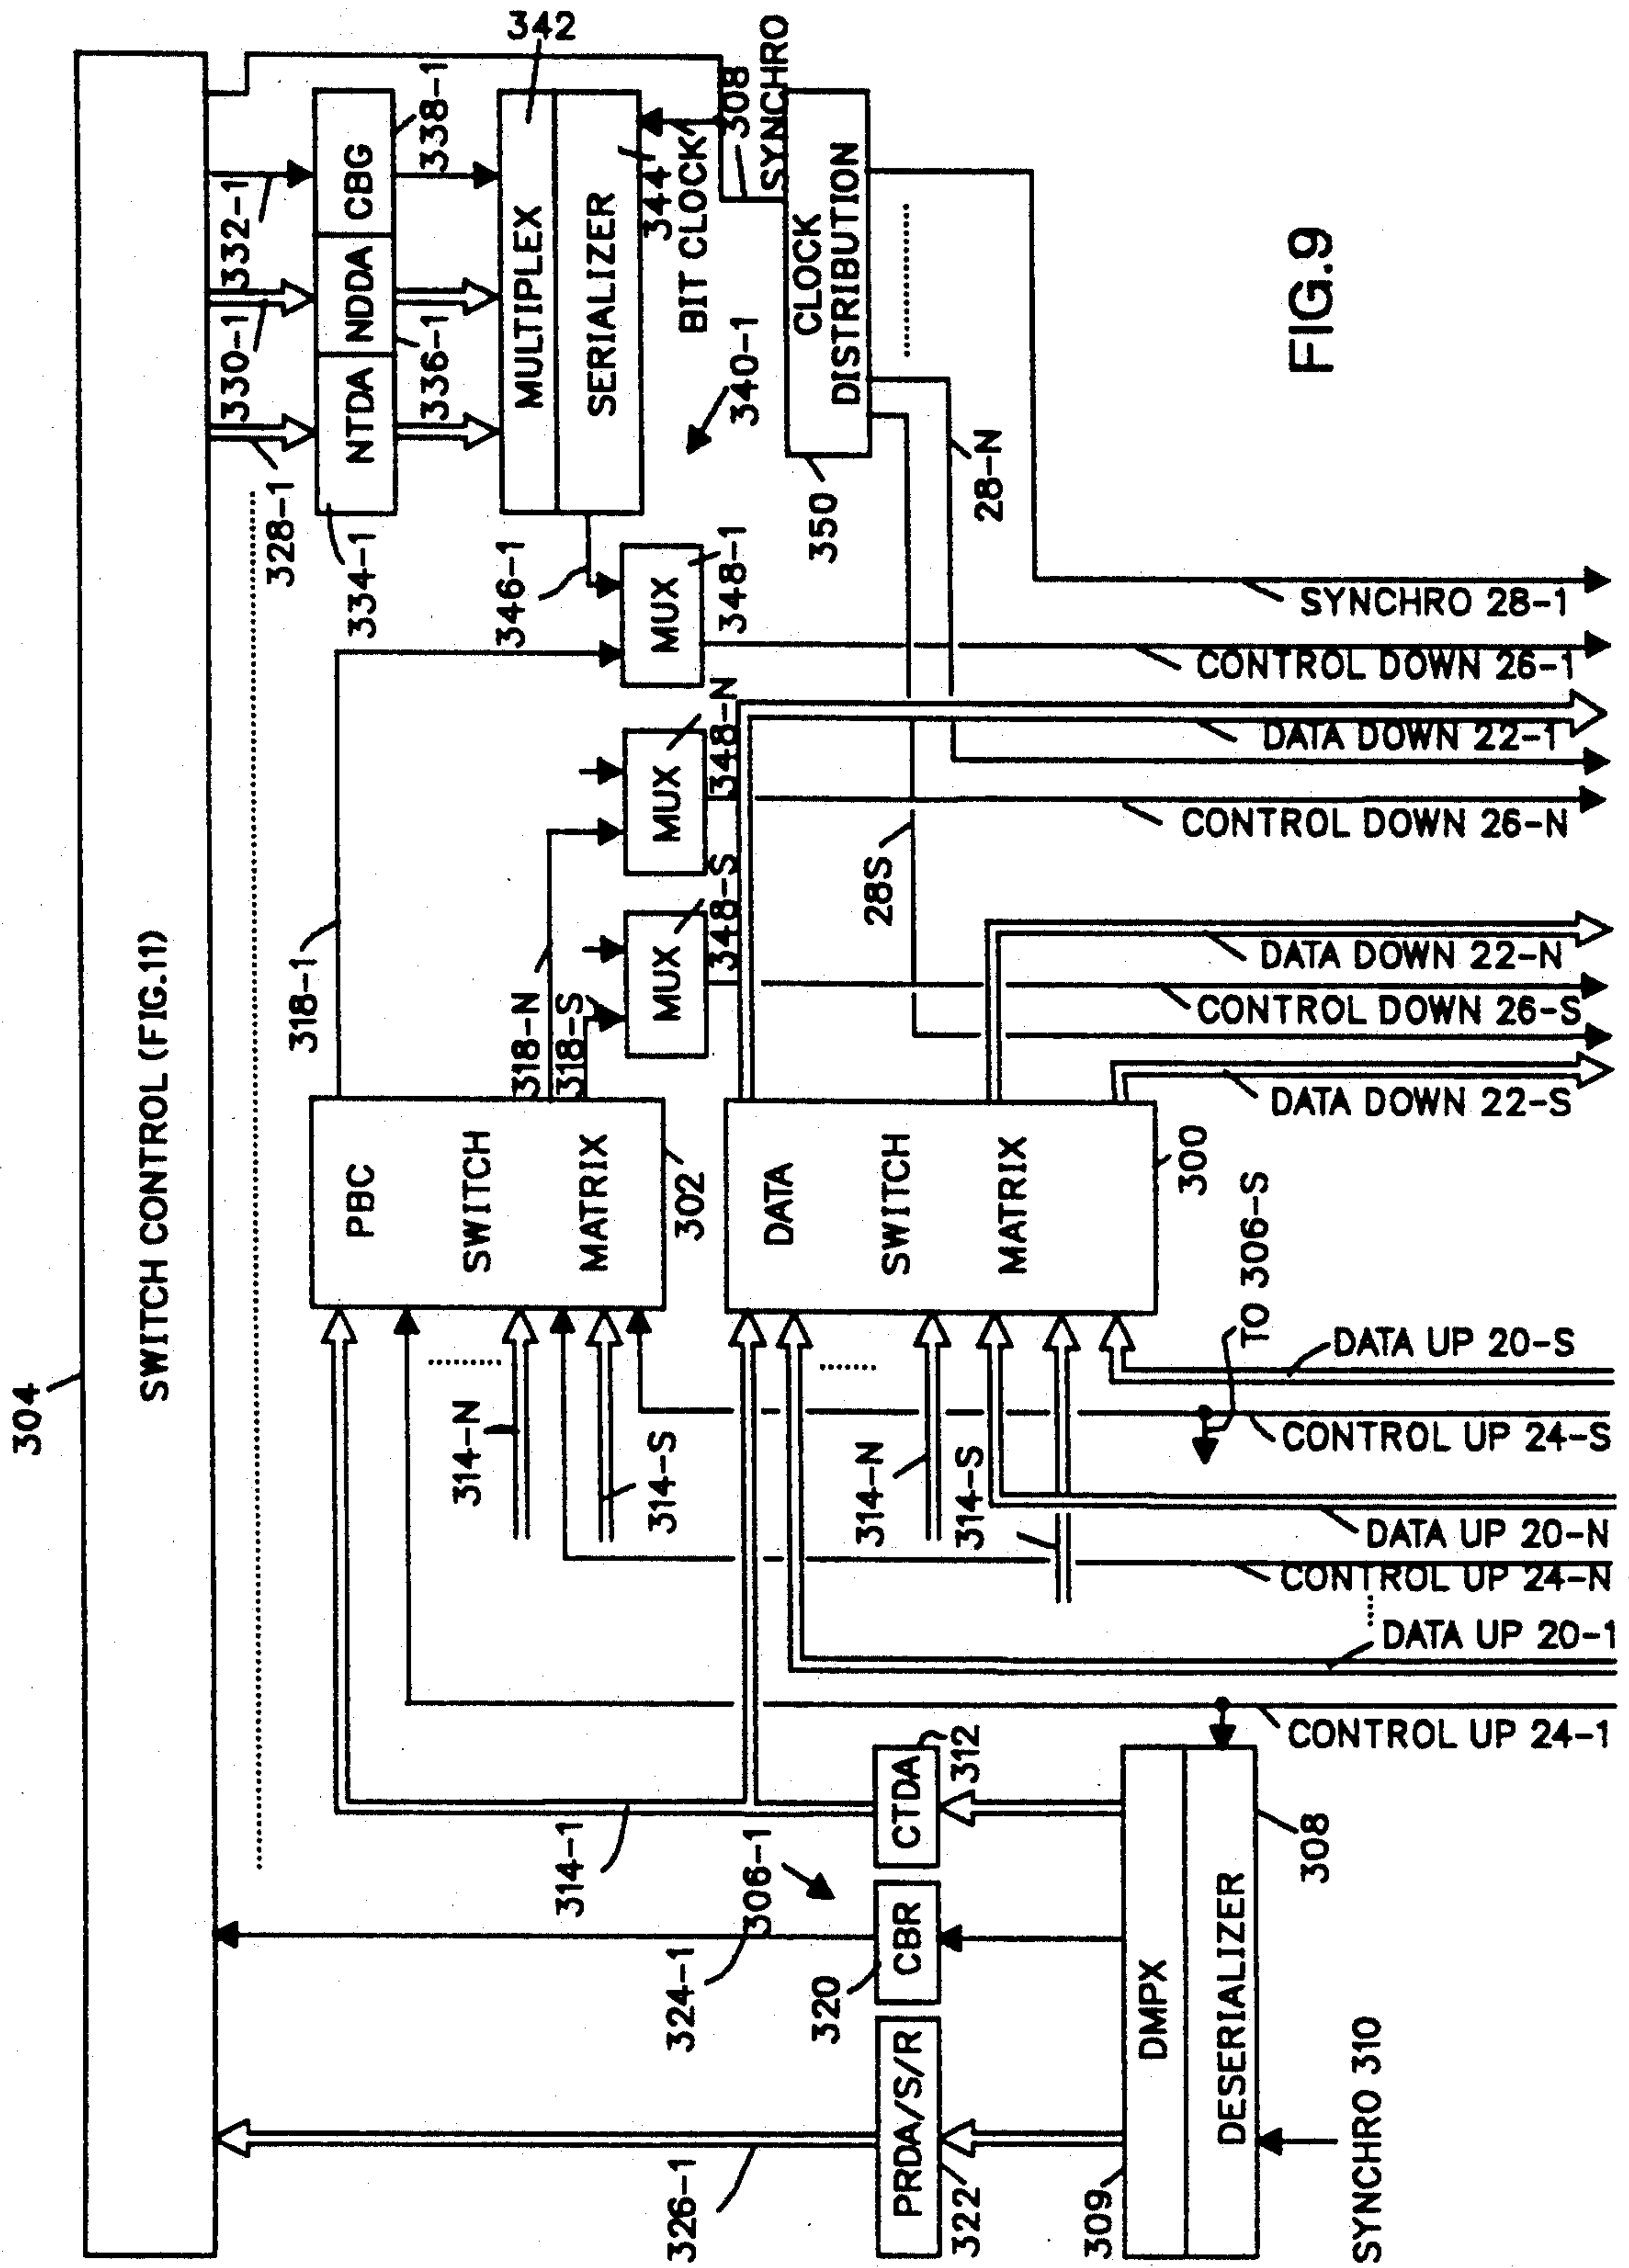 304
SWITCH CONTROL (FIG.11)
326-1
324-1
314-1
306-1
PRDA/S/R
322
CBR
320
CTDA
312
DMPX
309
DESERIALIZER
308
SYNCHRO 310
314-N
314-S
PBC
SWITCH
MATRIX
302
318-1
318-N
318-S
314-N
314-S
DATA
SWITCH
MATRIX
300
TO 306-S
328-1
330-1
332-1
NTDA
NDDA
CBG
334-1
336-1
338-1
342
MULTIPLEX
SERIALIZER
344
346-1
BIT CLOCK
308
SYNCHRO
340-1
MUX
348-S
MUX
348-N
MUX
348-1
CLOCK
DISTRIBUTION
350
28S
28-N
CONTROL UP 24-1
DATA UP 20-1
CONTROL UP 24-N
DATA UP 20-N
CONTROL UP 24-S
DATA UP 20-S
DATA DOWN 22-S
CONTROL DOWN 26-S
DATA DOWN 22-N
CONTROL DOWN 26-N
DATA DOWN 22-1
CONTROL DOWN 26-1
SYNCHRO 28-1
FIG.9